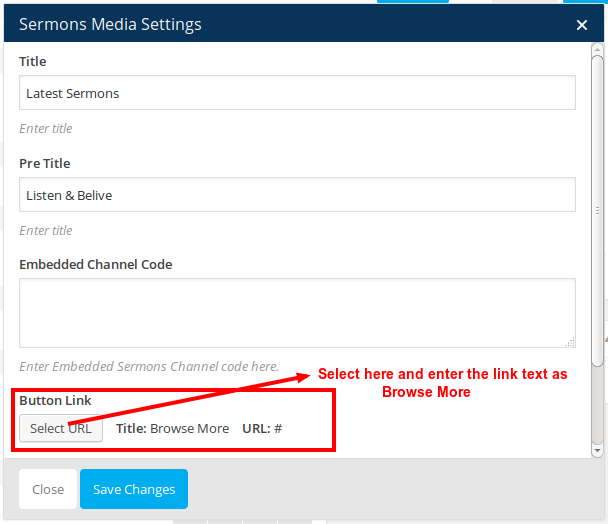 Sermons Media Settings ×
Title
Latest Sermons
Enter title
Pre Title
Listen & Belive
Enter title
Embedded Channel Code
Enter Embedded Sermons Channel code here.
Select here and enter the link text as
Browse More
Button Link
Select URL Title: Browse More URL: #
Close Save Changes